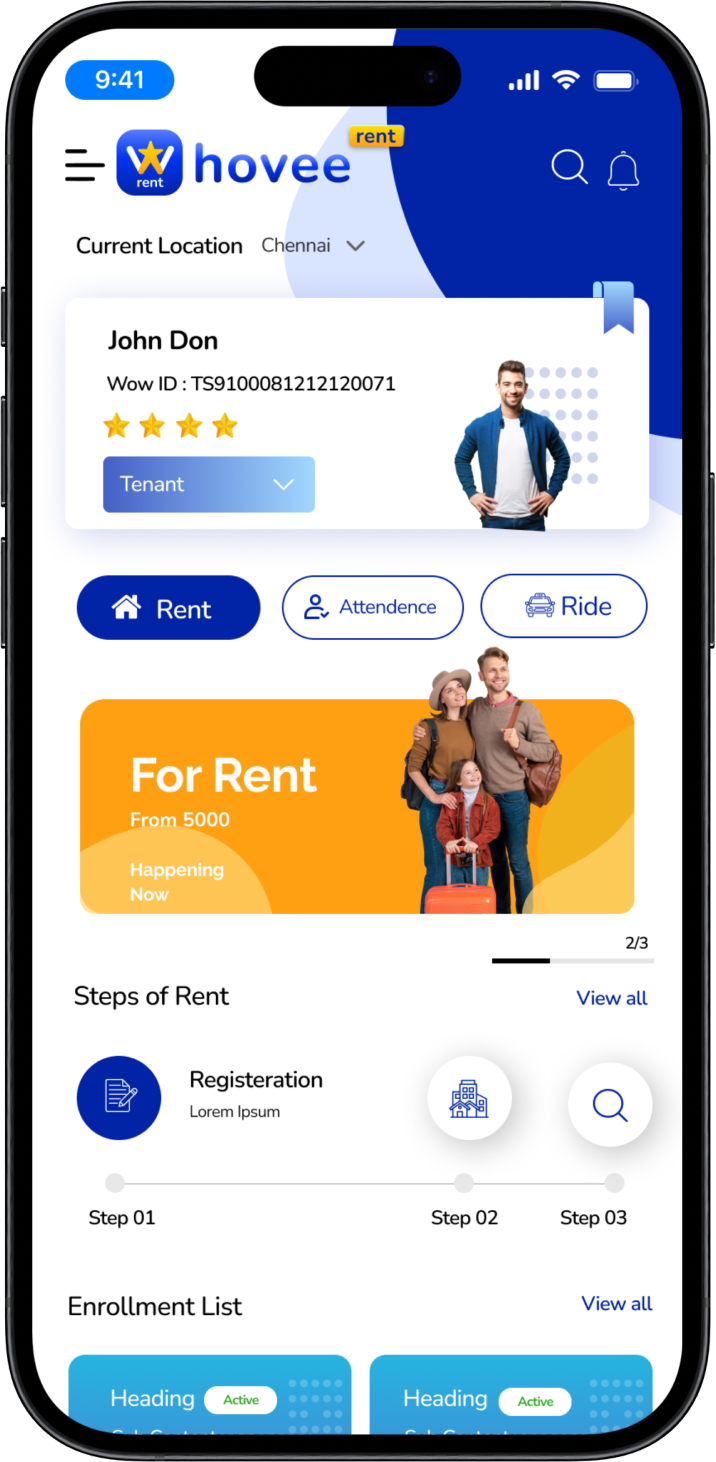 9:41
rent
hovee
rent
Current Location Chennai
John Don
Wow ID : TS9100081212120071
Tenant
Rent
Attendence
Ride
For Rent
From 5000
Happening
Now
2/3
Steps of Rent
View all
Registeration
Lorem Ipsum
Step 01
Step 02
Step 03
Enrollment List
View all
Heading Active
Heading Active